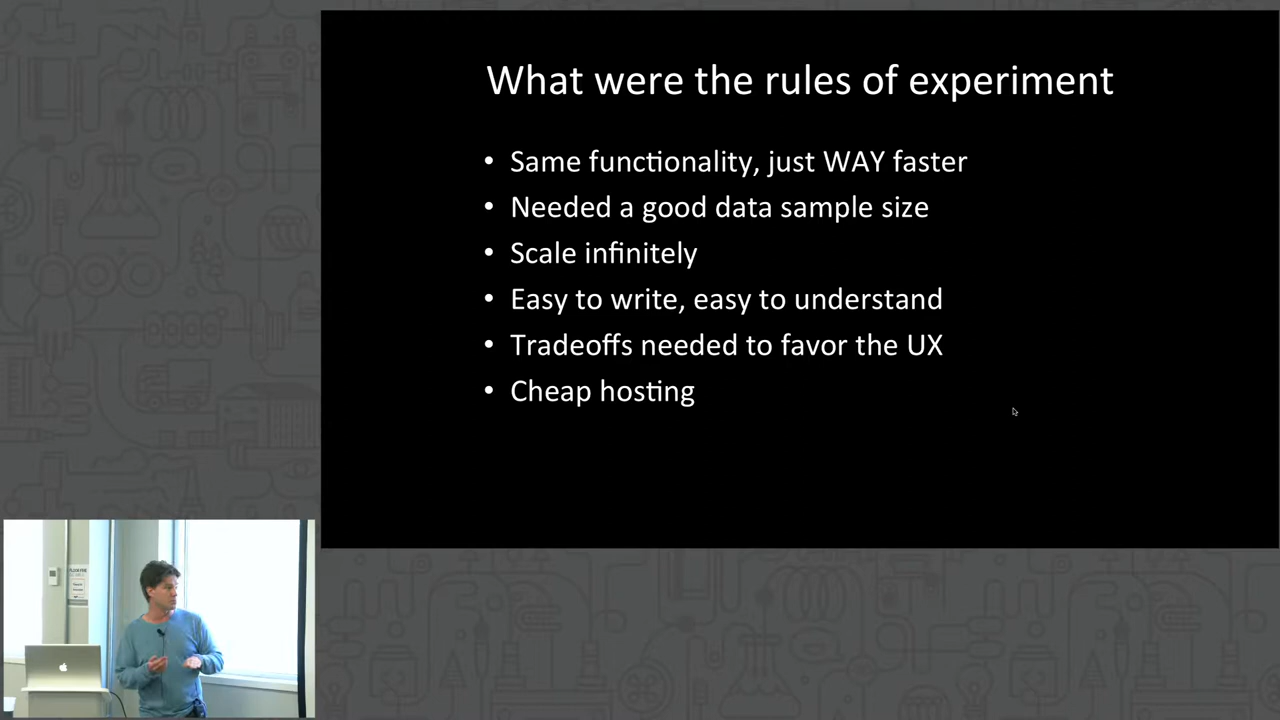 What were the rules of experiment
• Same functionality, just WAY faster
• Needed a good data sample size
• Scale infinitely
• Easy to write, easy to understand
• Tradeoffs needed to favor the UX
• Cheap hosting